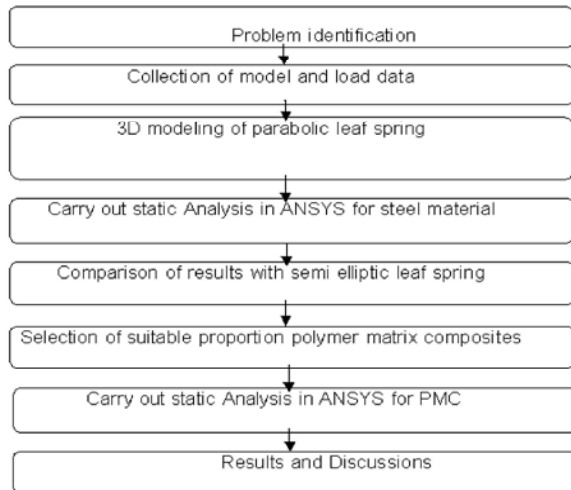 Problem identification
Collection of model and load data
3D modeling of parabolic leaf spring
Carry out static Analysis in ANSYS for steel material
Comparison of results with semi elliptic leaf spring
Selection of suitable proportion polymer matrix composites
Carry out static Analysis in ANSYS for PMC
Results and Discussions